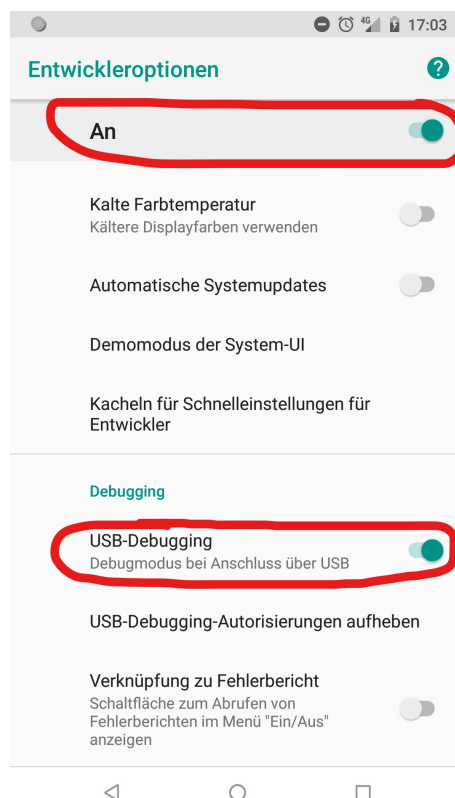 4G 17:03
Entwickleroptionen ?
An
Kalte Farbtemperatur
Kältere Displayfarben verwenden
Automatische Systemupdates
Demomodus der System-UI
Kacheln für Schnelleinstellungen für
Entwickler
Debugging
USB-Debugging
Debugmodus bei Anschluss über USB
USB-Debugging-Autorisierungen aufheben
Verknüpfung zu Fehlerbericht
Schaltfläche zum Abrufen von
Fehlerberichten im Menü "Ein/Aus"
anzeigen